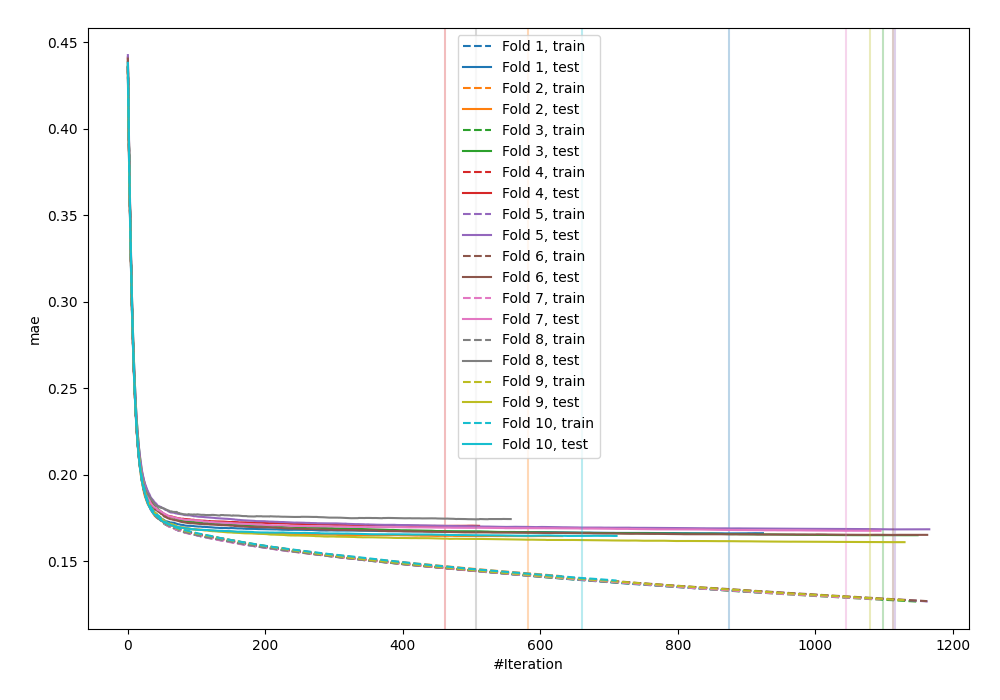 0.45
0.40
0.35
0.30
0.25
0.20
0.15
mae
Fold 1, train
Fold 1, test
Fold 2, train
Fold 2, test
Fold 3, train
Fold 3, test
Fold 4, train
Fold 4, test
Fold 5, train
Fold 5, test
Fold 6, train
Fold 6, test
Fold 7, train
Fold 7, test
Fold 8, train
Fold 8, test
Fold 9, train
Fold 9, test
Fold 10, train
Fold 10, test
0 200 400 600 800 1000 1200
#Iteration